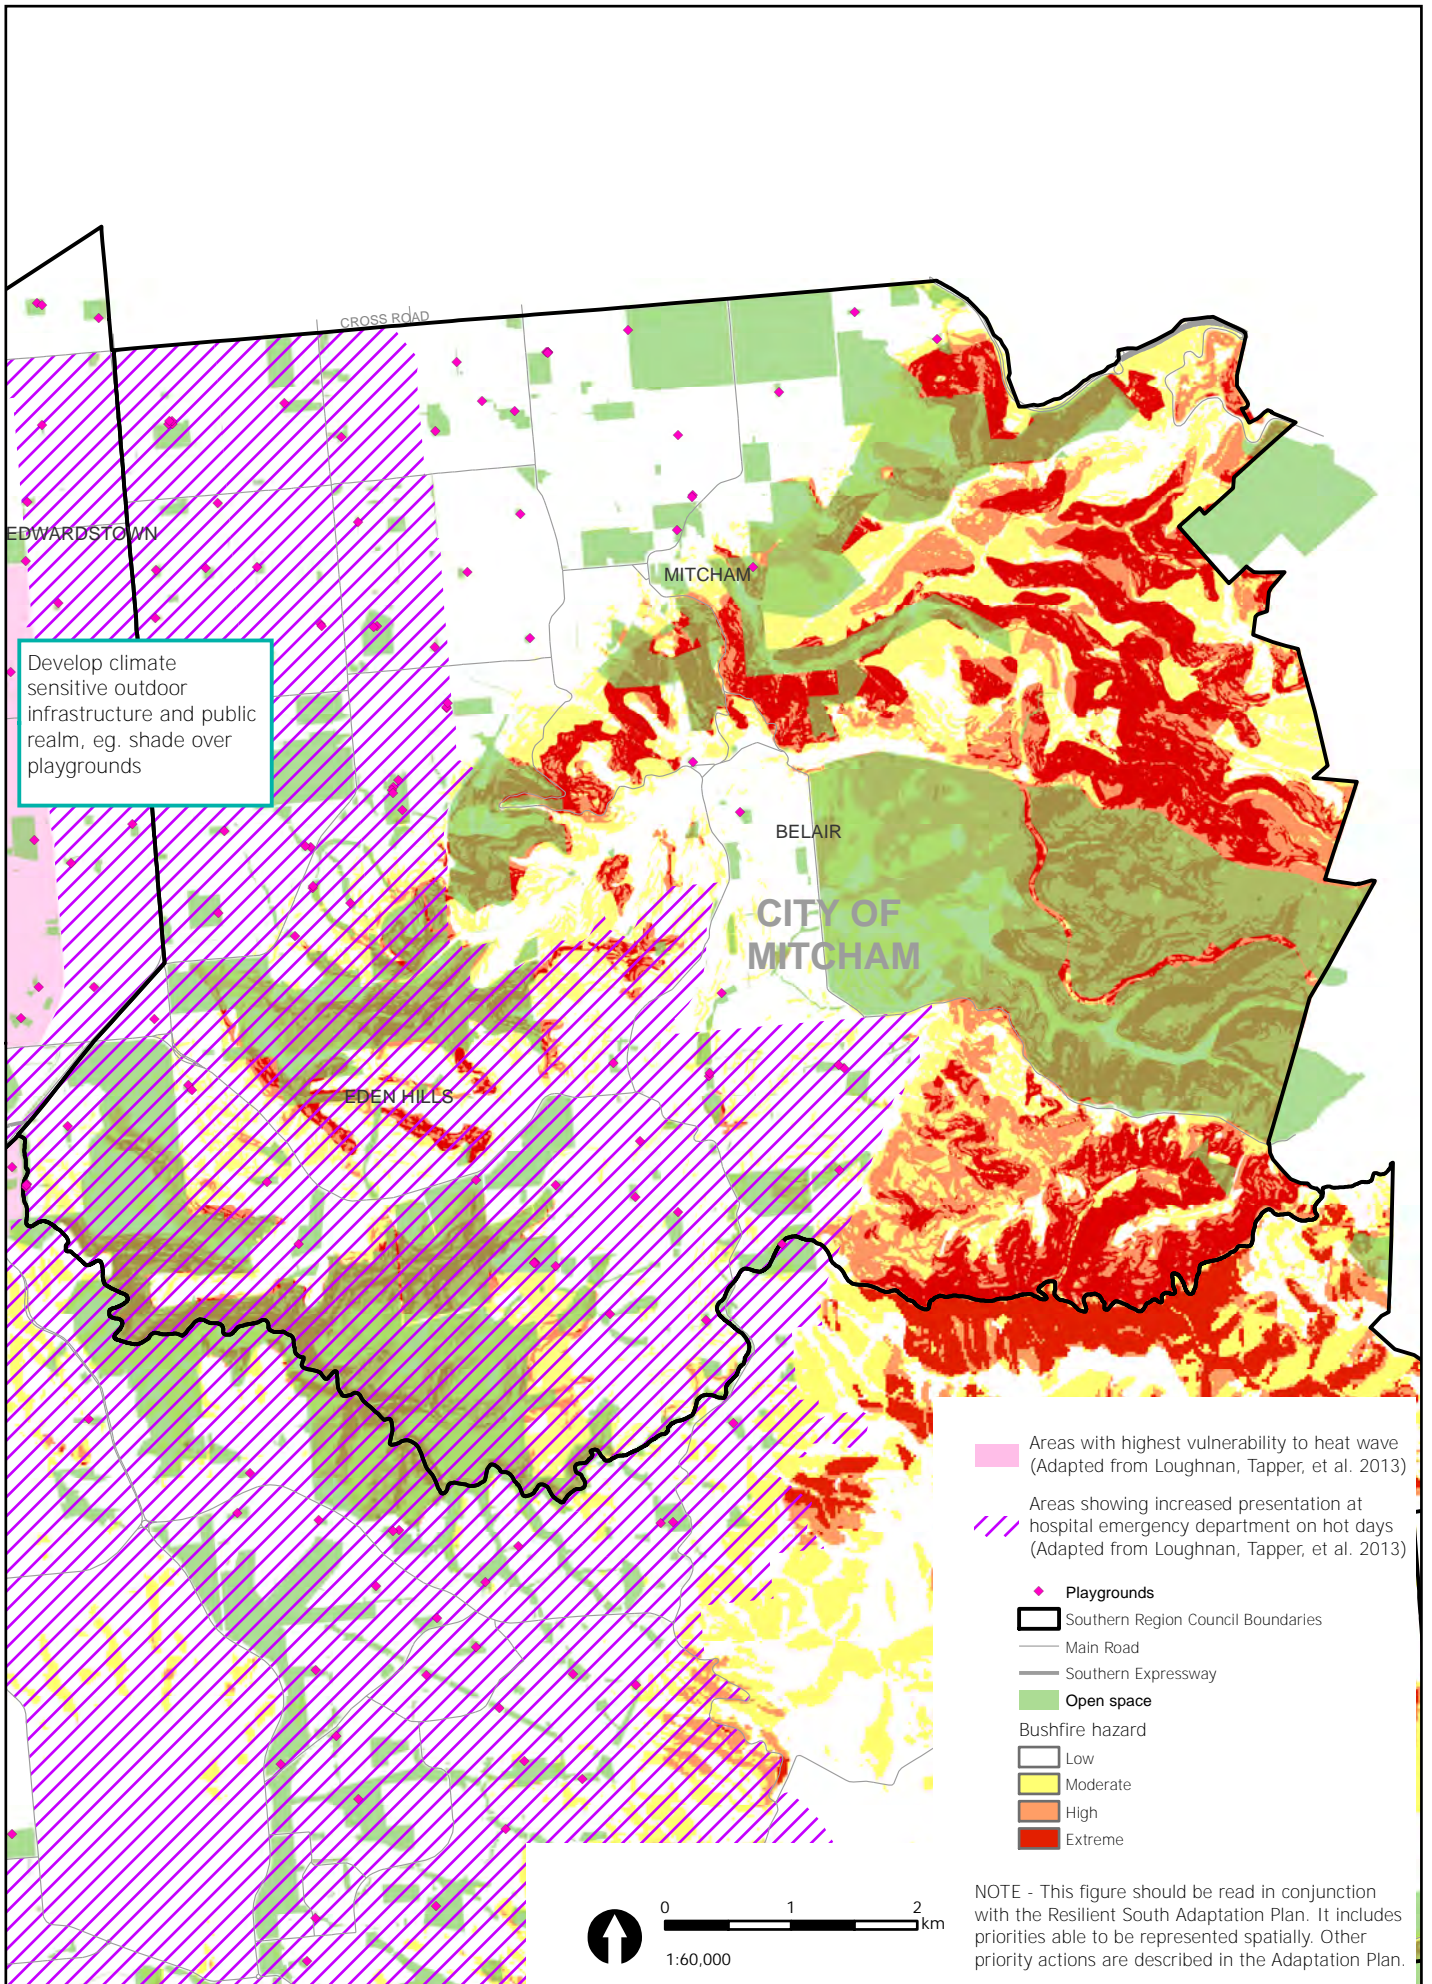 CROSS ROAD
EDWARDSTOWN
MITCHAM
Develop climate
sensitive outdoor
infrastructure and public
realm, eg. shade over
playgrounds
BELAIR
CITY OF
MITCHAM
EDEN HILLS
Areas with highest vulnerability to heat wave
(Adapted from Loughnan, Tapper, et al. 2013)
Areas showing increased presentation at
hospital emergency department on hot days
(Adapted from Loughnan, Tapper, et al. 2013)
Playgrounds
Southern Region Council Boundaries
Main Road
Southern Expressway
Open space
Bushfire hazard
Low
Moderate
High
Extreme
0 1 2
km
1:60,000
NOTE - This figure should be read in conjunction
with the Resilient South Adaptation Plan. It includes
priorities able to be represented spatially. Other
priority actions are described in the Adaptation Plan.